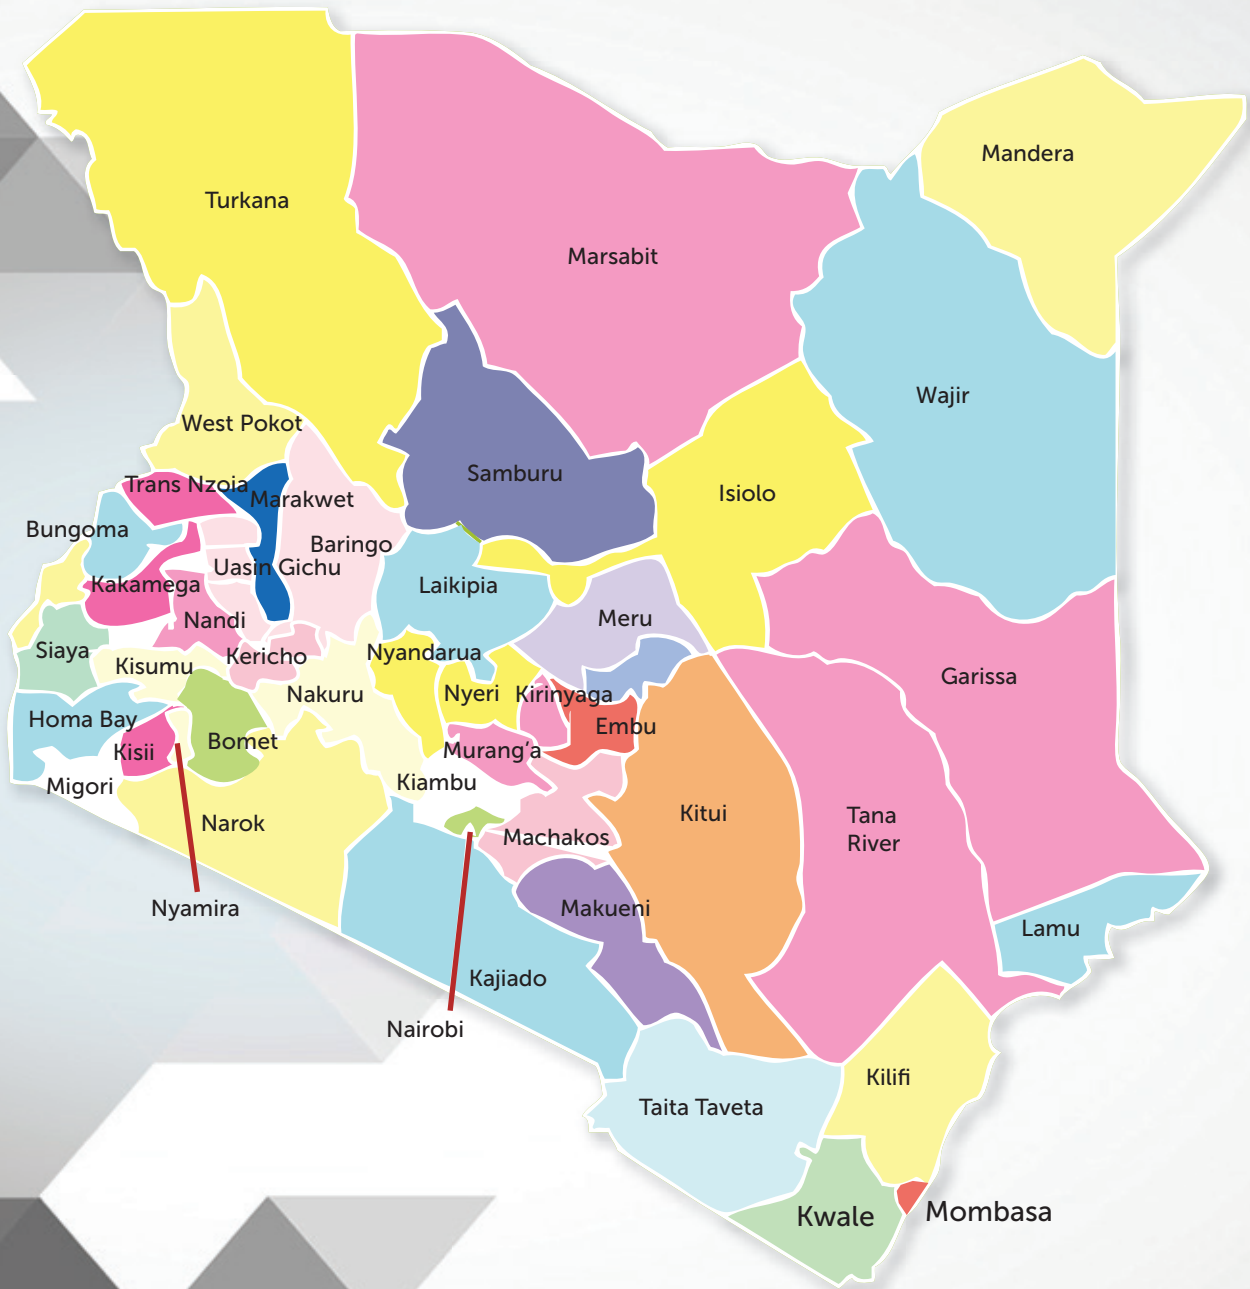 Mandera
Turkana
Marsabit
Wajir
West Pokot
Samburu
Trans Nzoia
Marakwet
Isiolo
Bungoma
Baringo
Uasin Gichu
Kakamega
Laikipia
Nandi
Meru
Siaya
Kisumu
Kericho
Nyandarua
Garissa
Nakuru
Nyeri
Kirinyaga
Homa Bay
Embu
Kisii
Bomet
Murang'a
Migori
Kiambu
Narok
Machakos
Kitui
Tana
River
Nyamira
Makueni
Lamu
Kajiado
Nairobi
Kilifi
Taita Taveta
Kwale
Mombasa